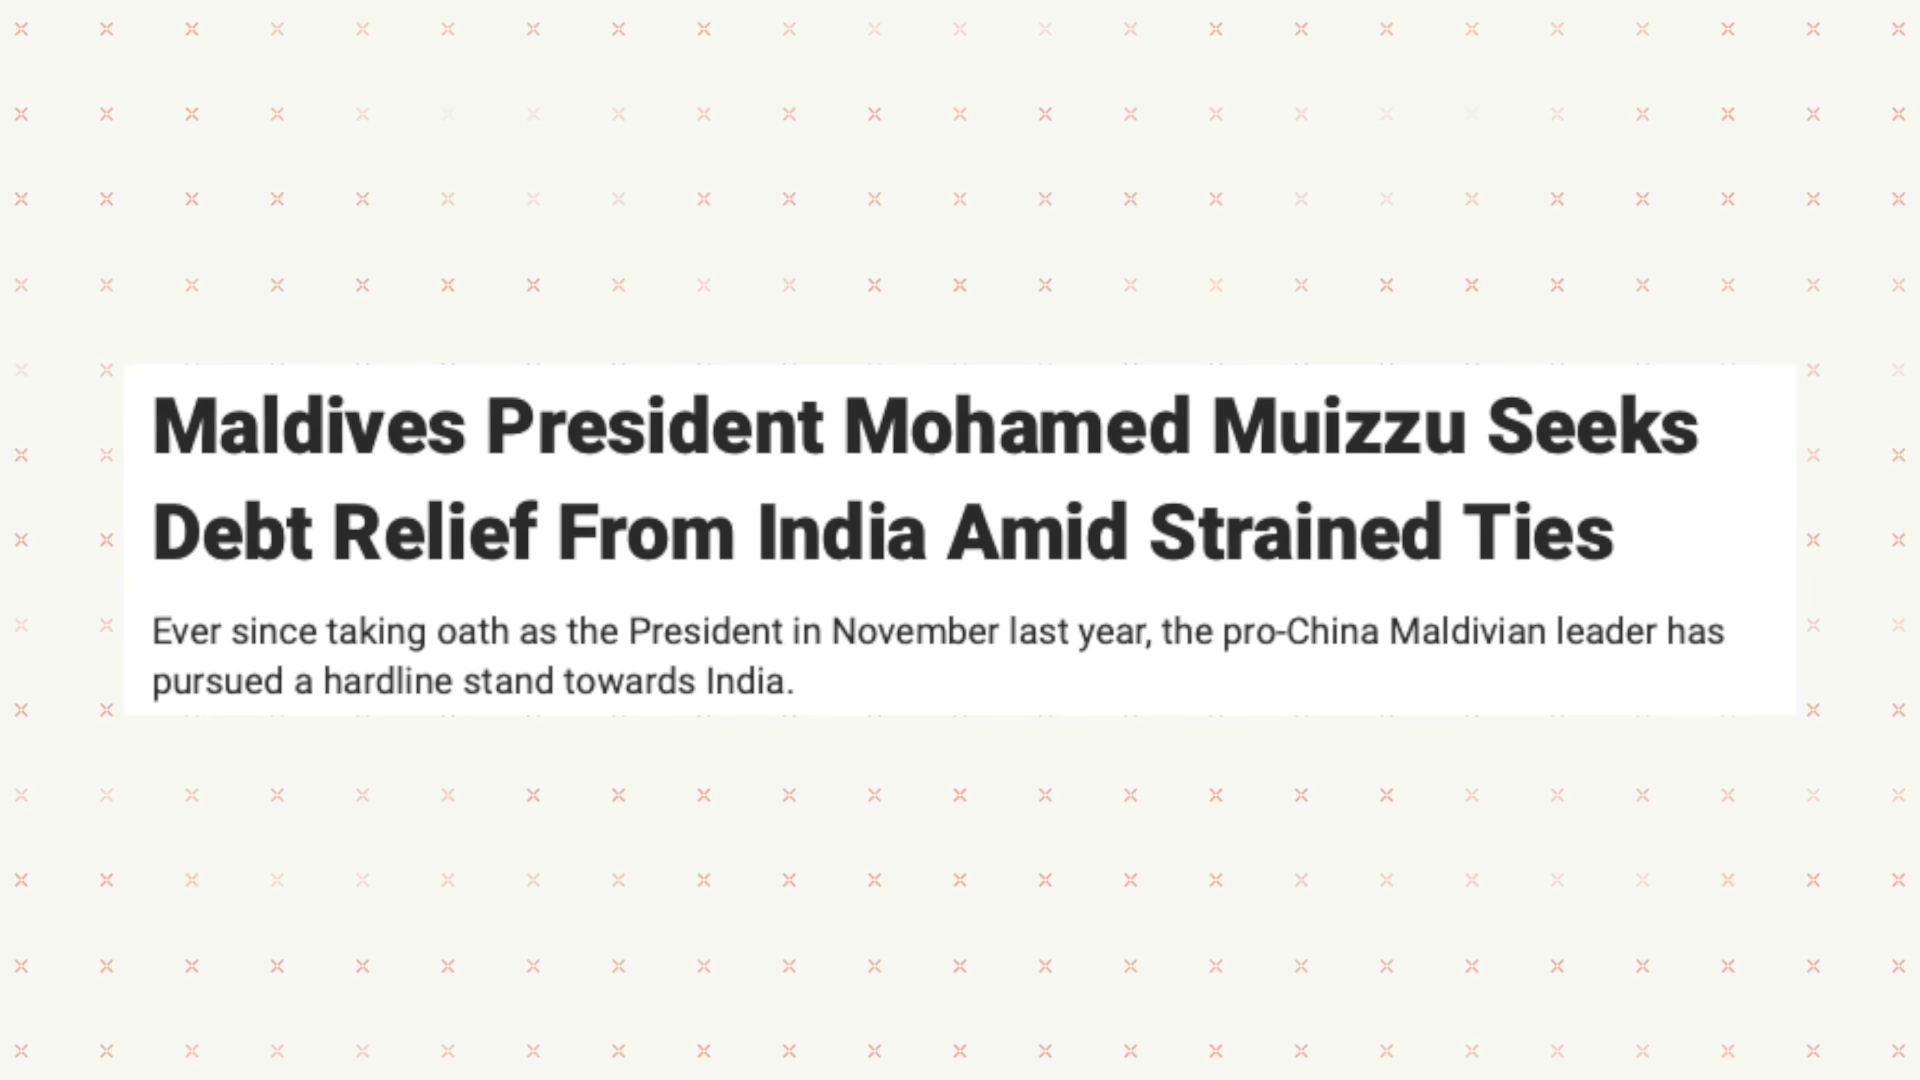 Maldives President Mohamed Muizzu Seeks
Debt Relief From India Amid Strained Ties
Ever since taking oath as the President in November last year, the pro-China Maldivian leader has
pursued a hardline stand towards India.